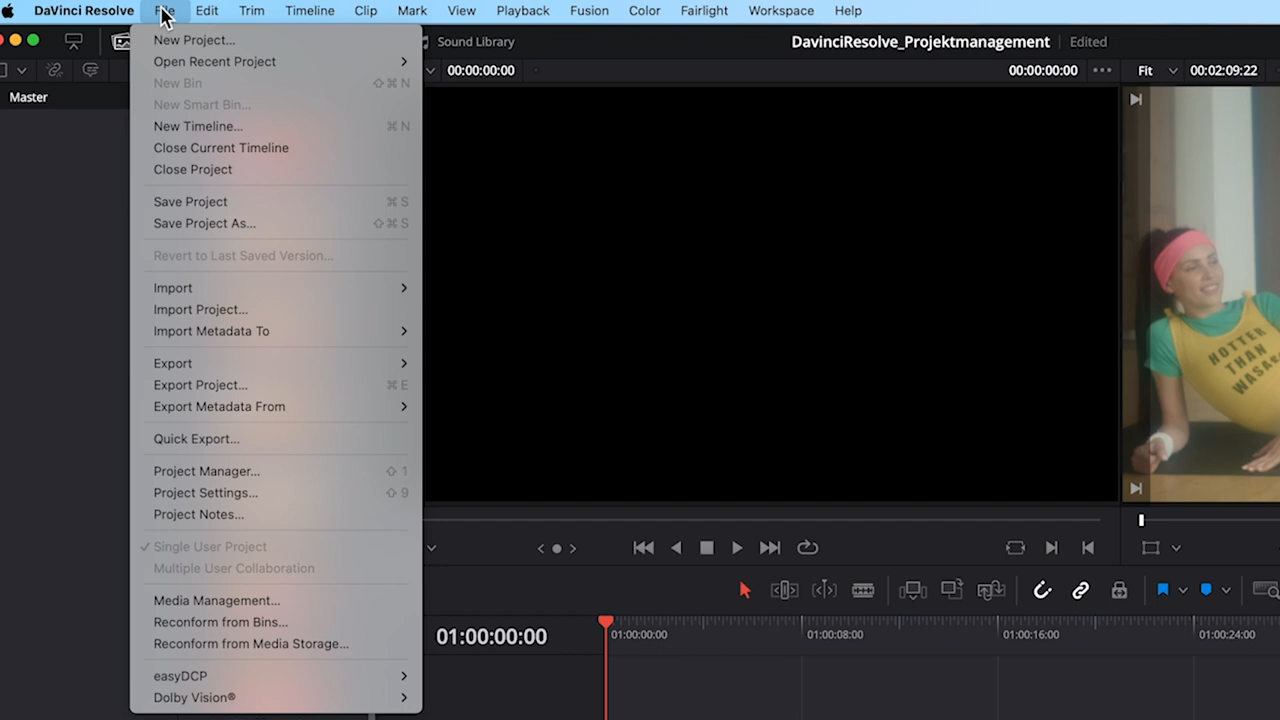 DaVinci Resolve File Edit Trim Timeline Clip Mark View Playback Fusion Color Fairlight Workspace Help
Sound Library
DavinciResolve_Projektmanagement
Edited
00:00:00:00
00:00:00:00
Fit
00:02:09:22
Master
New Project...
Open Recent Project
New Bin ⇧⌘N
New Smart Bin...
New Timeline... ⌘N
Close Current Timeline
Close Project
Save Project ⌘S
Save Project As... ⇧⌘S
Revert to Last Saved Version...
Import
Import Project...
Import Metadata To
Export
Export Project... ⌘E
Export Metadata From
Quick Export...
Project Manager... ⇧1
Project Settings... ⇧9
Project Notes...
Single User Project
Multiple User Collaboration
Media Management...
Reconform from Bins...
Reconform from Media Storage...
easyDCP
Dolby Vision®
HOTTER
THAN
01:00:00:00
01:00:00:00
01:00:08:00
01:00:16:00
01:00:24:00